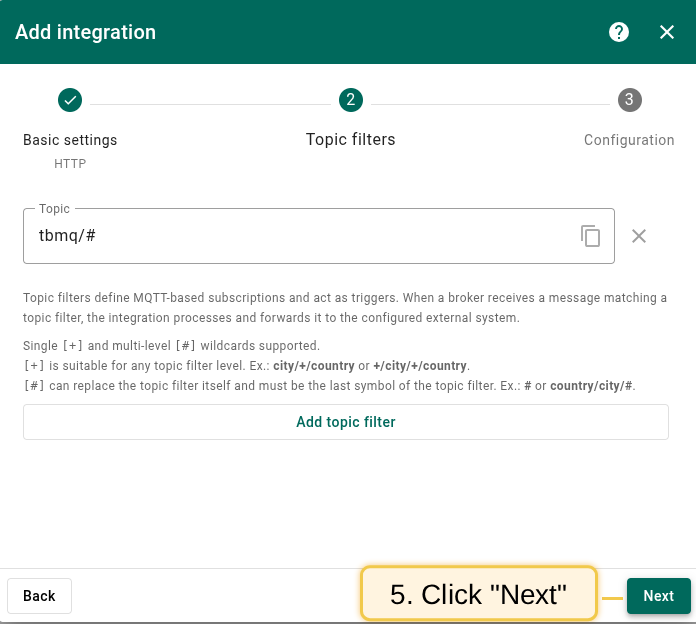 Add integration
?
2
3
Basic settings
Topic filters
Configuration
HTTP
Topic
tbmq/#
Topic filters define MQTT-based subscriptions and act as triggers. When a broker receives a message matching a
topic filter, the integration processes and forwards it to the configured external system.
Single [+] and multi-level [#] wildcards supported.
[+] is suitable for any topic filter level. Ex.: city/+/country or +/city/+/country.
[#] can replace the topic filter itself and must be the last symbol of the topic filter. Ex.: # or country/city/#.
Add topic filter
Back
5. Click "Next"
Next